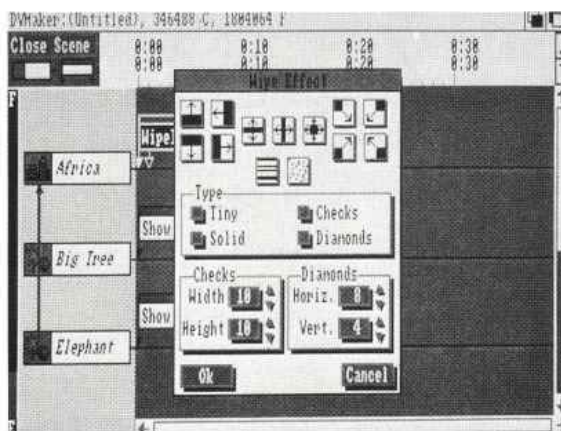 DVMaker:(Untitled), 346488 C, 1804064 F
Close Scene
0:00 0:10 0:20 0:30
0:00 0:10 0:20 0:30
Wipe Effect
F
Wipe
Africa
Type
Tiny Checks
Solid Diamonds
Show
Big Tree
Checks Diamonds
Width 10 Horiz. 8
Show
Height 10 Vert. 4
Elephant
Ok Cancel
F